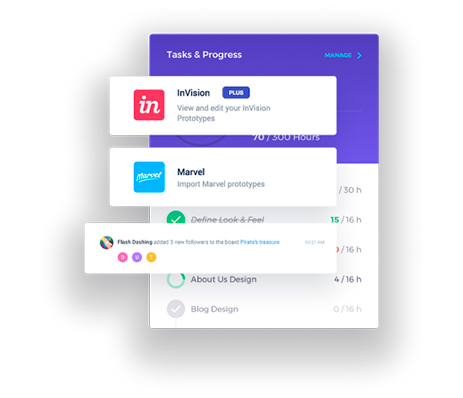 Tasks & Progress
MANAGE
in
InVision
PLUS
View and edit your InVision
Prototypes
70 / 300 Hours
marvel
Marvel
Import Marvel prototypes
/ 30 h
Define Look & Feel
15 / 16 h
Flash Dashing added 3 new followers to the board Pirate's treasure
10:21 AM
/ 16 h
About Us Design
4 / 16 h
Blog Design
0 / 16 h